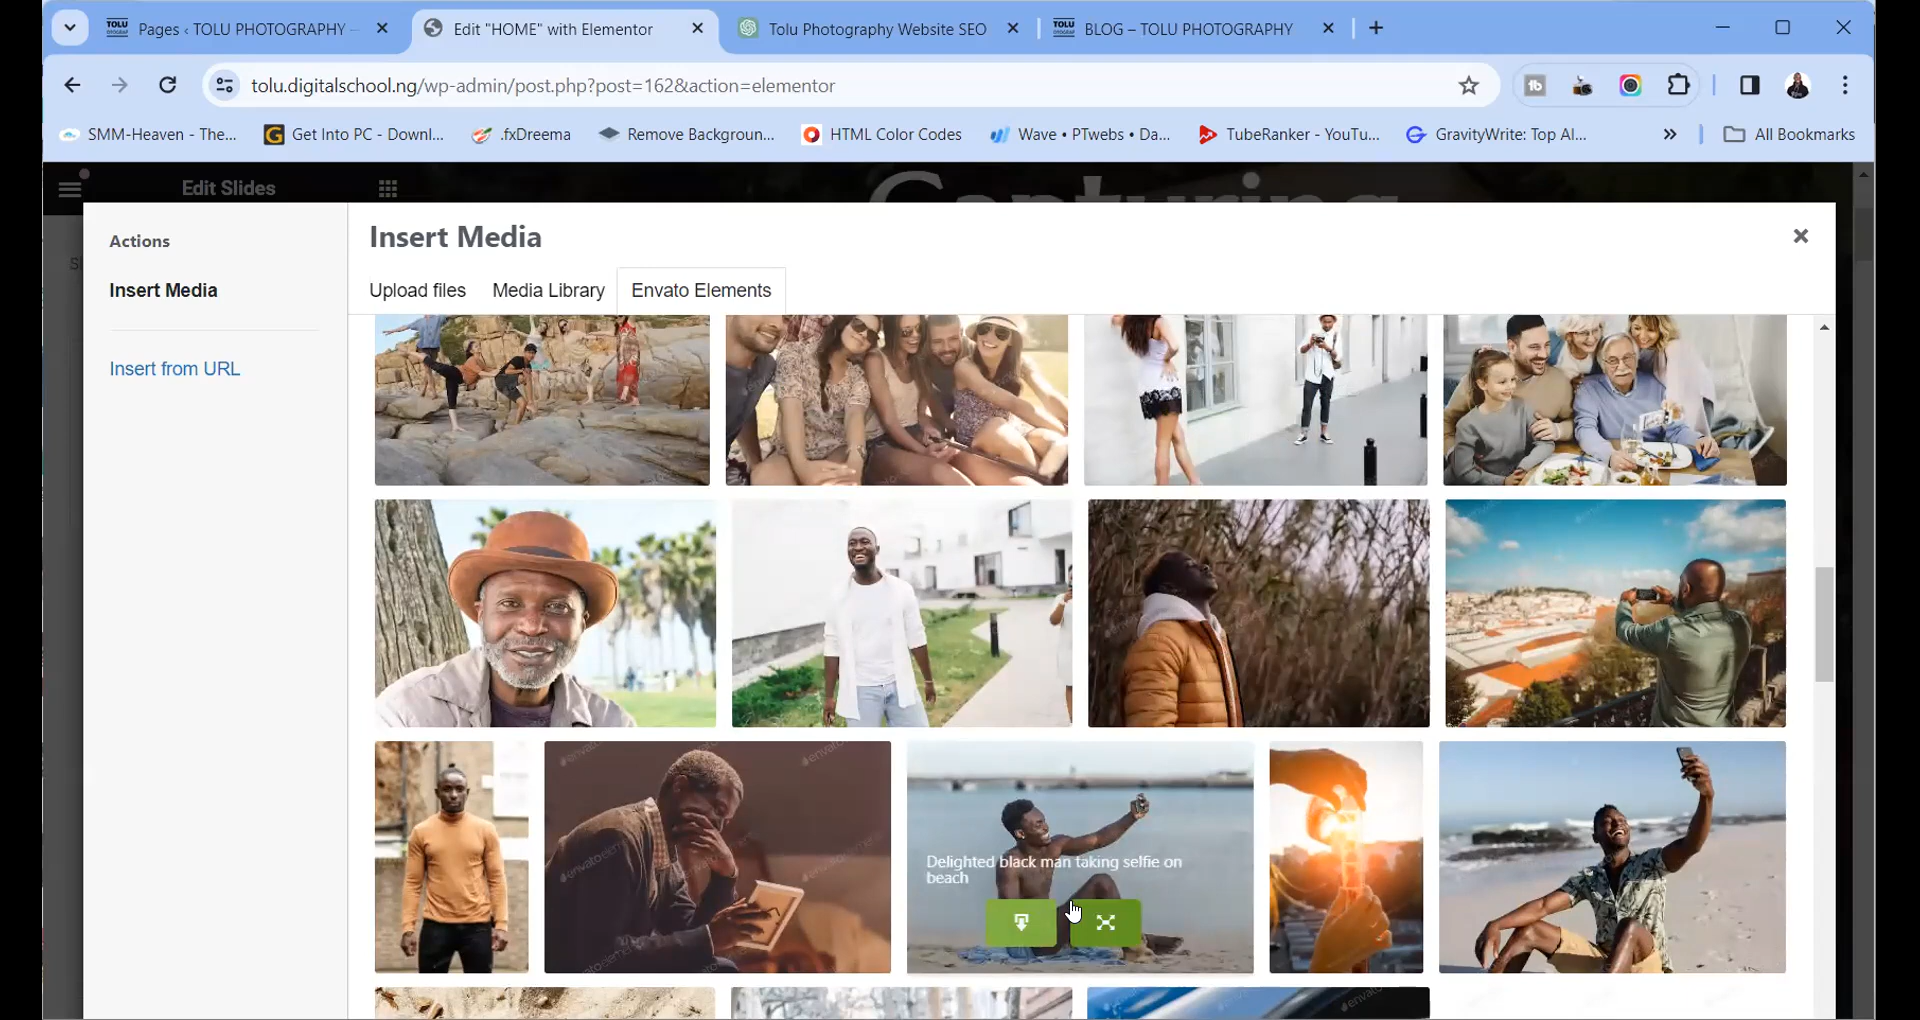 TOLU Pages ‹ TOLU PHOTOGRAPHY –
Edit "HOME" with Elementor
Tolu Photography Website SEO
TOLU BLOG – TOLU PHOTOGRAPHY
tolu.digitalschool.ng/wp-admin/post.php?post=162&action=elementor
SMM-Heaven - The...
Get Into PC - Downl...
.fxDreema
Remove Backgroun...
HTML Color Codes
Wave • PTwebs • Da...
TubeRanker - YouTu...
GravityWrite: Top AI...
All Bookmarks
Edit Slides
Capturing
Actions
Insert Media
Insert from URL
Insert Media
Upload files
Media Library
Envato Elements
Delighted black man taking selfie on
beach